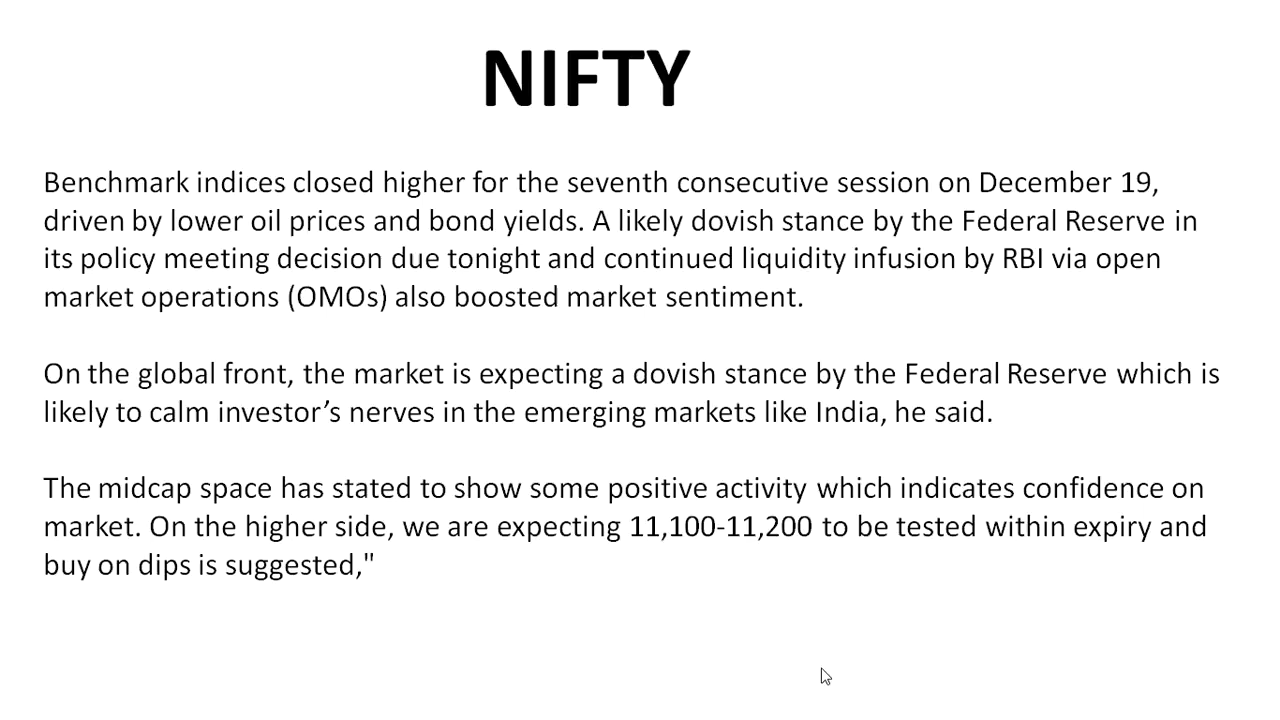 NIFTY
Benchmark indices closed higher for the seventh consecutive session on December 19,
driven by lower oil prices and bond yields. A likely dovish stance by the Federal Reserve in
its policy meeting decision due tonight and continued liquidity infusion by RBI via open
market operations (OMOs) also boosted market sentiment.
On the global front, the market is expecting a dovish stance by the Federal Reserve which is
likely to calm investor’s nerves in the emerging markets like India, he said.
The midcap space has stated to show some positive activity which indicates confidence on
market. On the higher side, we are expecting 11,100-11,200 to be tested within expiry and
buy on dips is suggested,"